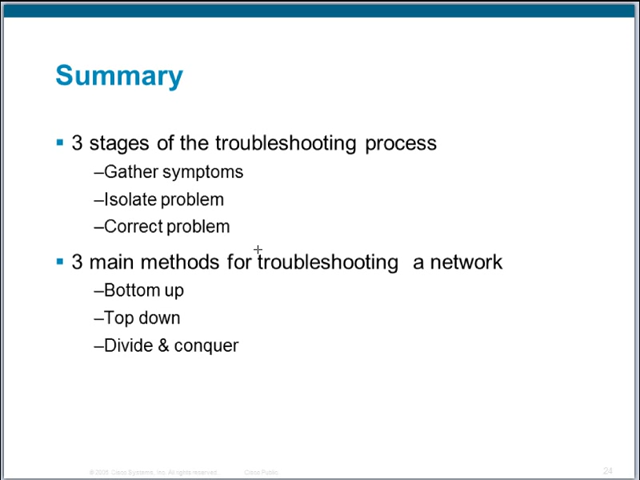 Summary
3 stages of the troubleshooting process
–Gather symptoms
–Isolate problem
–Correct problem
3 main methods for troubleshooting a network
–Bottom up
–Top down
–Divide & conquer
Cisco Systems, Inc. All rights reserved. Cisco Public 24